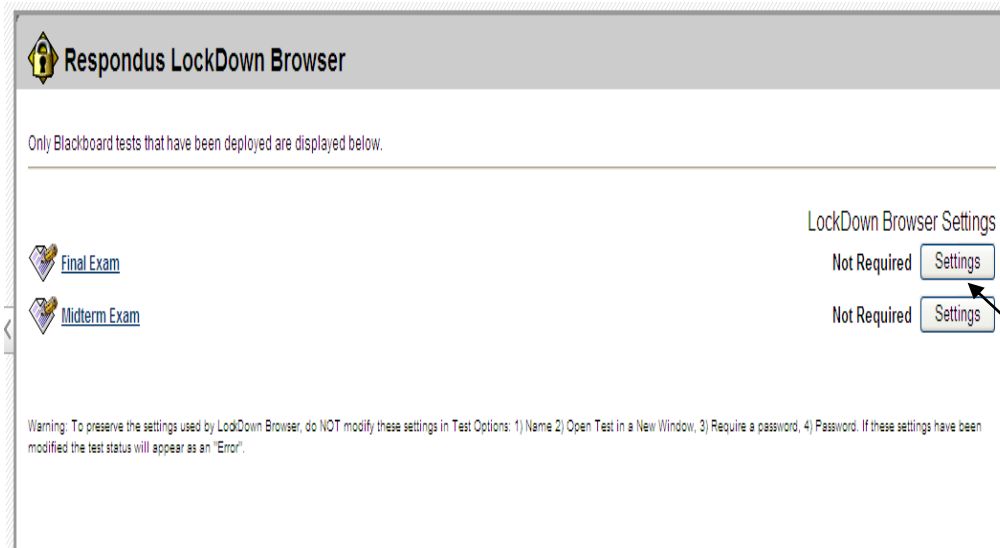 Respondus LockDown Browser
Only Blackboard tests that have been deployed are displayed below.
LockDown Browser Settings
Final Exam Not Required Settings
Midterm Exam Not Required Settings
Warning: To preserve the settings used by LockDown Browser, do NOT modify these settings in Test Options: 1) Name 2) Open Test in a New Window, 3) Require a password, 4) Password. If these settings have been
modified the test status will appear as an "Error".